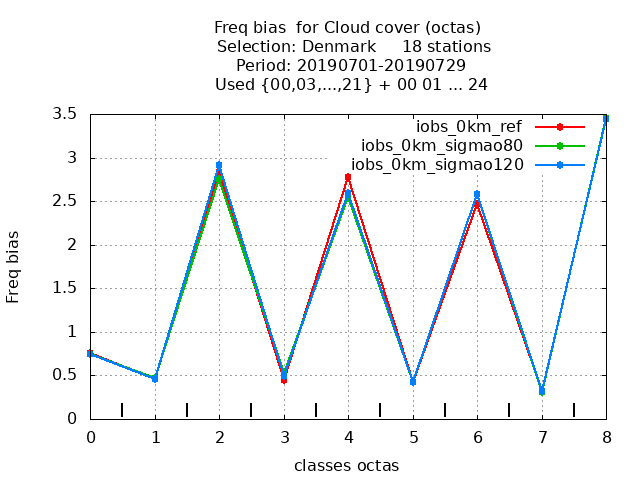 Freq bias  for Cloud cover (octas)
Selection: Denmark     18 stations
Period: 20190701-20190729
Used {00,03,...,21} + 00 01 ... 24
iobs_0km_ref
iobs_0km_sigmao80
iobs_0km_sigmao120
3.5
3
2.5
2
1.5
1
0.5
0
Freq bias
0 1 2 3 4 5 6 7 8
classes octas